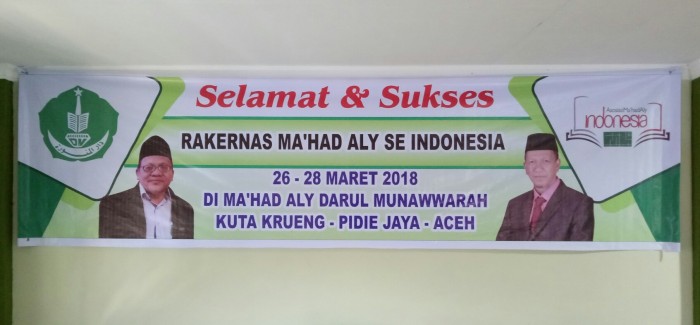 Selamat & Sukses
RAKERNAS MA'HAD ALY SE INDONESIA
26 - 28 MARET 2018
DI MA'HAD ALY DARUL MUNAWWARAH
KUTA KRUENG - PIDIE JAYA - ACEH
indonesia